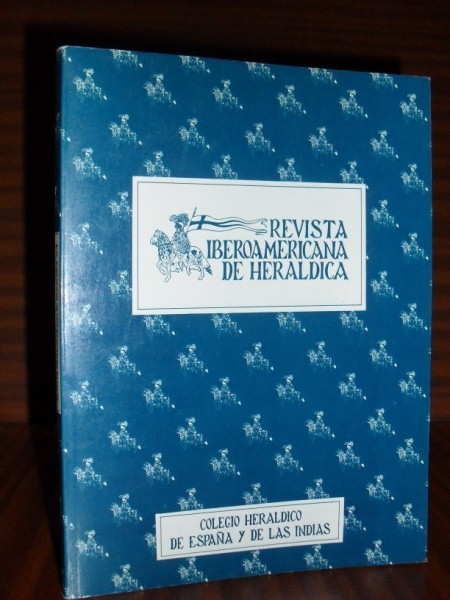 REVISTA
IBEROAMERICANA
DE HERALDICA
COLEGIO HERALDICO
DE ESPAÑA Y DE LAS INDIAS